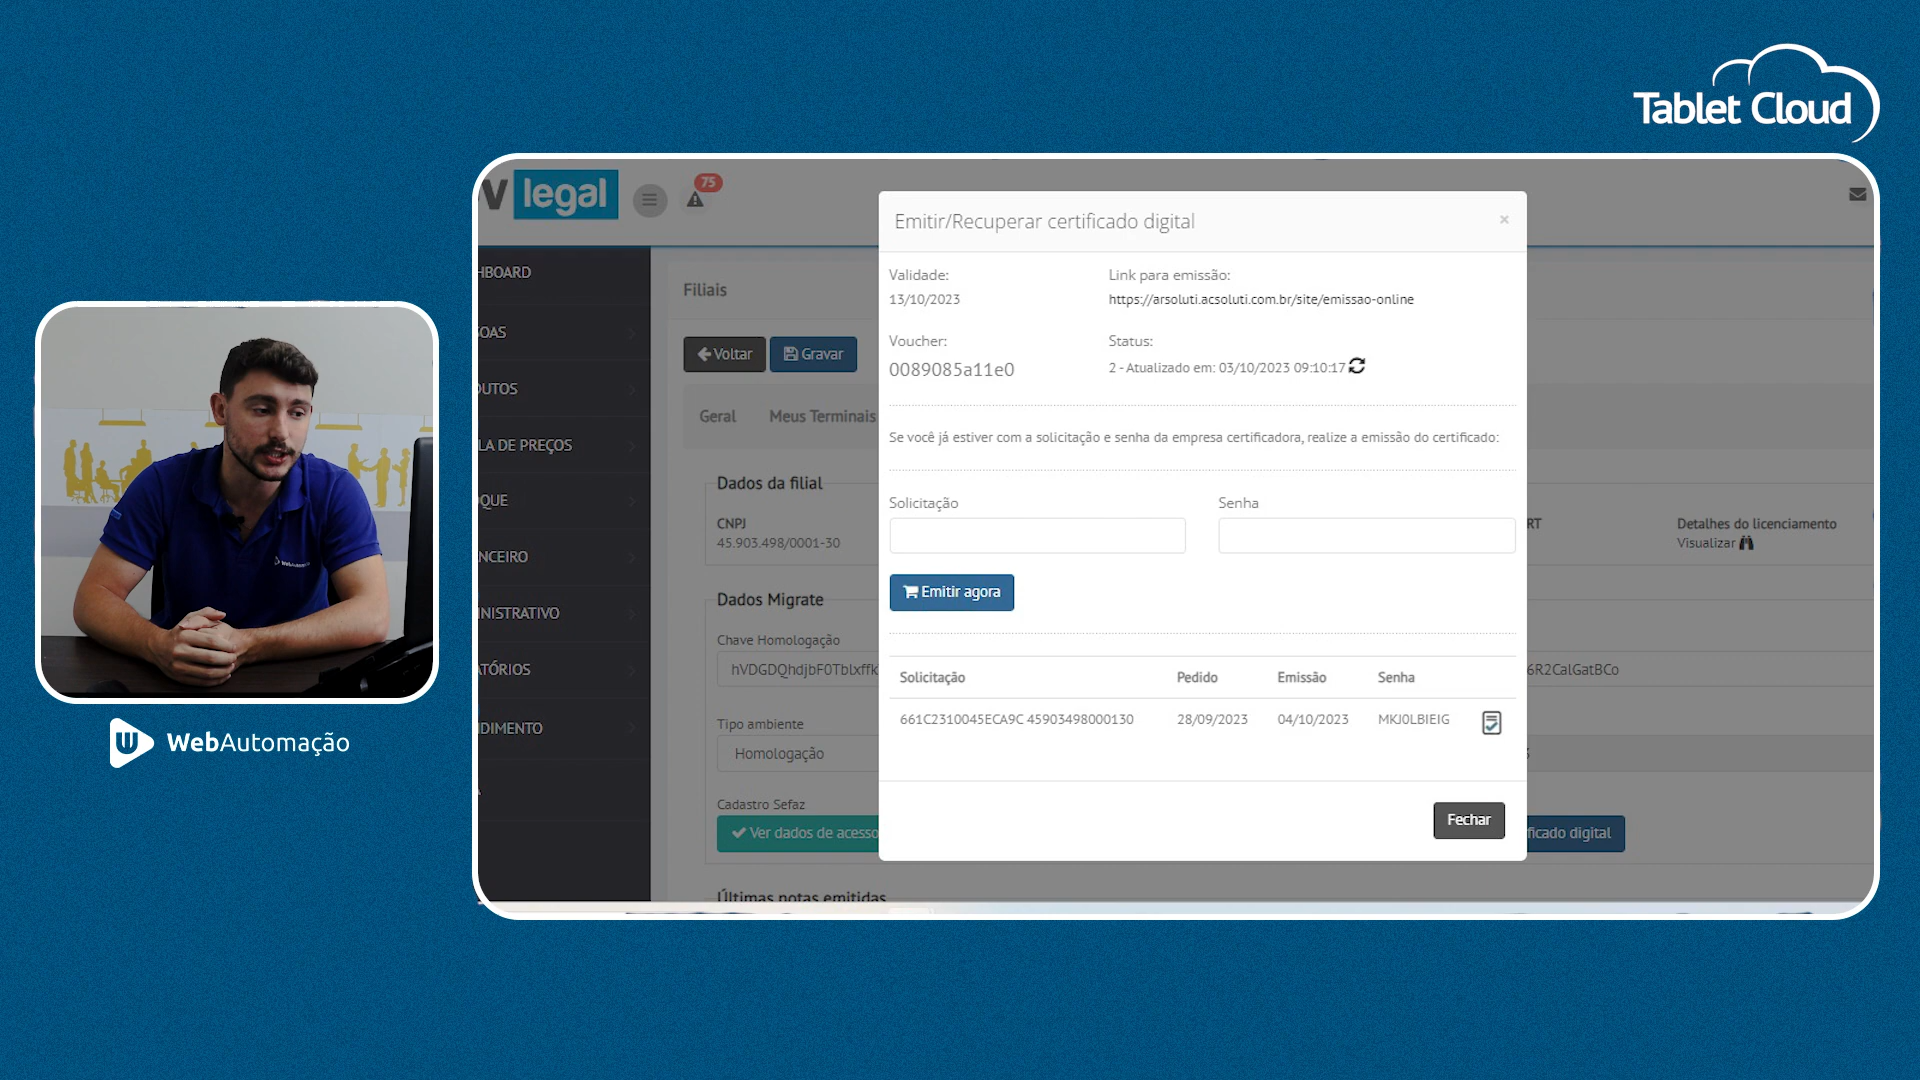 Tablet Cloud
V legal
75
Emitir/Recuperar certificado digital
×
Validade:
13/10/2023
Link para emissão:
https://arsoluti.acsoluti.com.br/site/emissao-online
Voucher:
0089085a11e0
Status:
2 - Atualizado em: 03/10/2023 09:10:17
Se você já estiver com a solicitação e senha da empresa certificadora, realize a emissão do certificado:
Solicitação
Senha
Emitir agora
Solicitação Pedido Emissão Senha
661C2310045ECA9C 45903498000130 28/09/2023 04/10/2023 MKJ0LBIEIG
Fechar
HBOARD
OAS
UTOS
LA DE PREÇOS
QUE
NCEIRO
INISTRATIVO
ATÓRIOS
DIMENTO
Filiais
Voltar
Gravar
Geral Meus Terminais
Dados da filial
CNPJ
45.903.498/0001-30
RT
Detalhes do licenciamento
Visualizar
Dados Migrate
Chave Homologação
hVDGDQhdjbF0Tblxffk
6R2CalGatBCo
Tipo ambiente
Homologação
Cadastro Sefaz
Ver dados de acesso
ficado digital
Últimas notas emitidas
WebAutomação